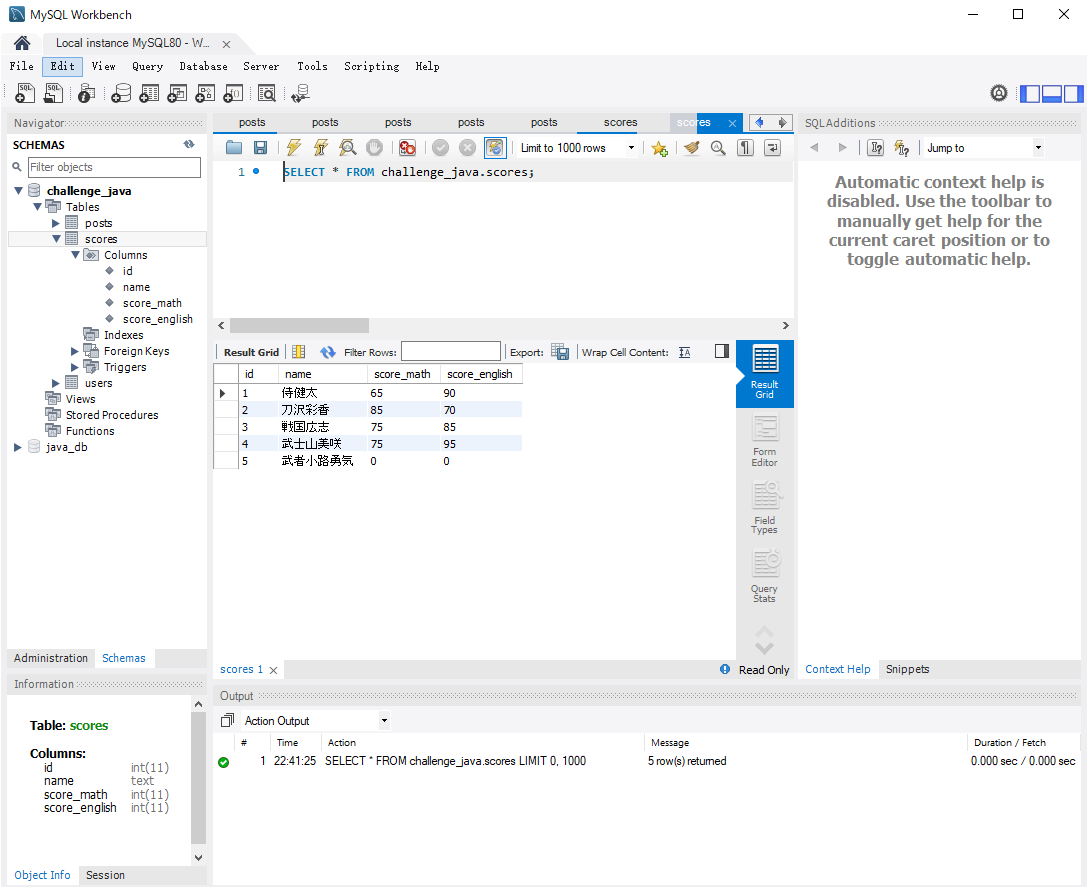 MySQL Workbench
Local instance MySQL80 - W...
File Edit View Query Database Server Tools Scripting Help
Navigator
SCHEMAS
Filter objects
challenge_java
Tables
posts
scores
Columns
id
name
score_math
score_english
Indexes
Foreign Keys
Triggers
users
Views
Stored Procedures
Functions
java_db
Administration Schemas
Information
Table: scores
Columns:
id int(11)
name text
score_math int(11)
score_english int(11)
Object Info Session
posts posts posts posts posts scores scores
Limit to 1000 rows
1 SELECT * FROM challenge_java.scores;
Result Grid Filter Rows: Export: Wrap Cell Content:
id name score_math score_english
1 侍健太 65 90
2 刀沢彩香 85 70
3 戦国広志 75 85
4 武士山美咲 75 95
5 武者小路勇気 0 0
Result
Grid
Form
Editor
Field
Types
Query
Stats
scores 1 Read Only
SQLAdditions
Jump to
Automatic context help is
disabled. Use the toolbar to
manually get help for the
current caret position or to
toggle automatic help.
Context Help Snippets
Output
Action Output
# Time Action Message Duration / Fetch
1 22:41:25 SELECT * FROM challenge_java.scores LIMIT 0, 1000 5 row(s) returned 0.000 sec / 0.000 sec